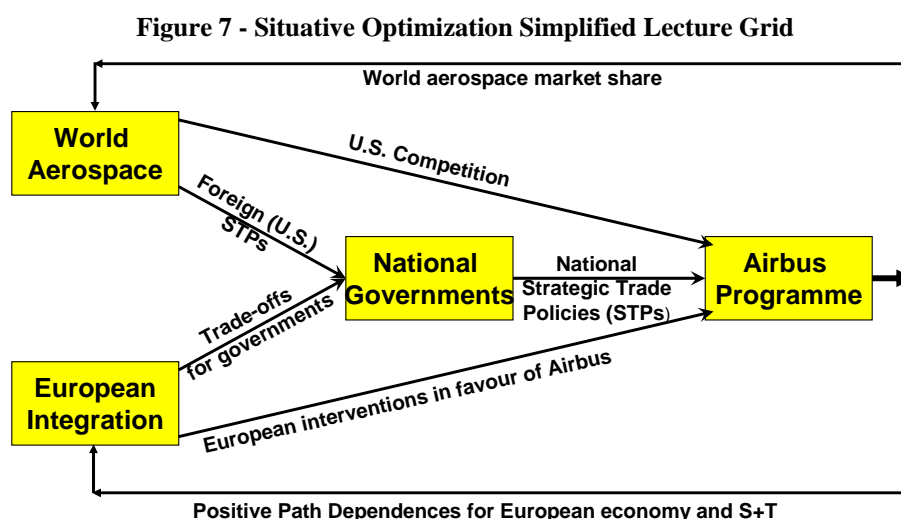 Figure 7 - Situative Optimization Simplified Lecture Grid
World aerospace market share
World
Aerospace
U.S. Competition
Foreign (U.S.)
STPs
National
Governments
National
Strategic Trade
Policies (STPs)
Airbus
Programme
Trade-offs
for governments
European
Integration
European interventions in favour of Airbus
Positive Path Dependences for European economy and S+T